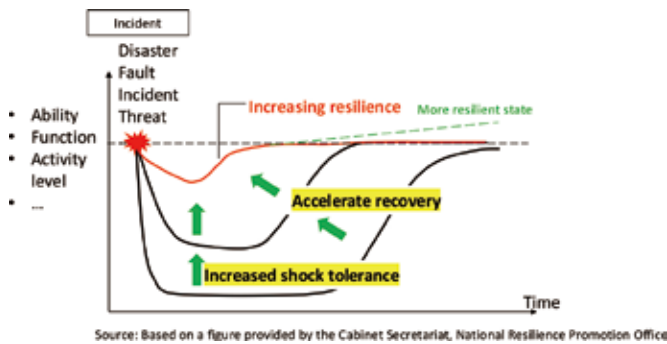 Incident
Disaster
Fault
Incident
Threat
• Ability
• Function
• Activity
level
• ...
Increasing resilience
More resilient state
Accelerate recovery
Increased shock tolerance
Time
Source: Based on a figure provided by the Cabinet Secretariat, National Resilience Promotion Office